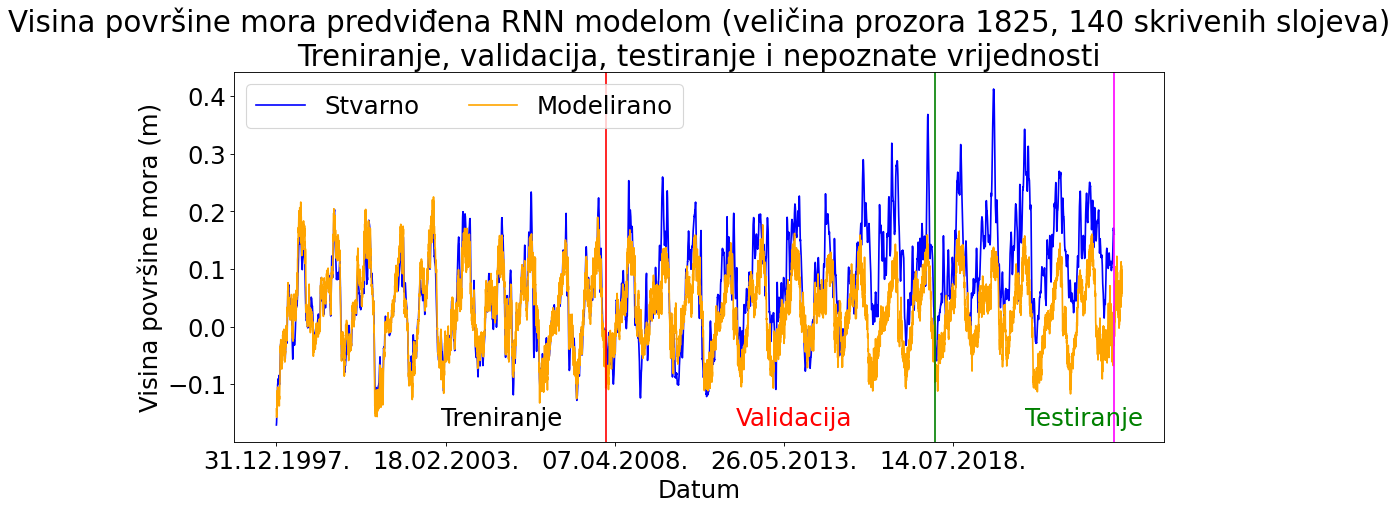 Visina površine mora predviđena RNN modelom (veličina prozora 1825, 140 skrivenih slojeva)
Treniranje, validacija, testiranje i nepoznate vrijednosti
Stvarno
Modelirano
Visina površine mora (m)
0.4
0.3
0.2
0.1
0.0
−0.1
Treniranje
Validacija
Testiranje
31.12.1997.
18.02.2003.
07.04.2008.
26.05.2013.
14.07.2018.
Datum